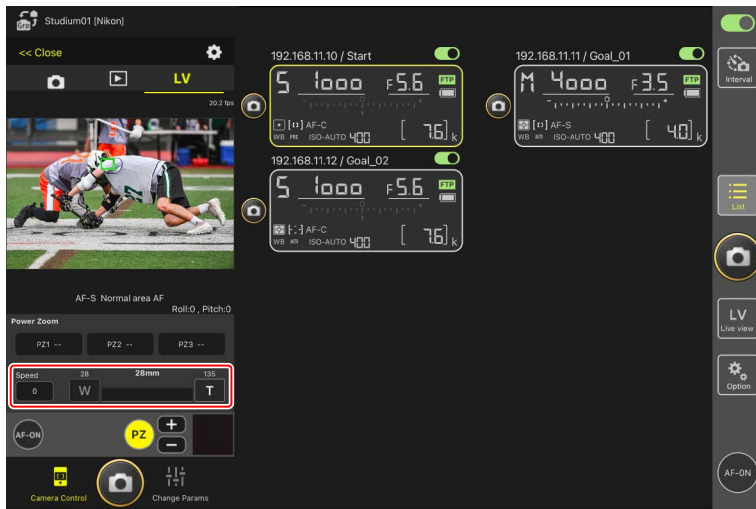 Grp Studium01 [Nikon]
<< Close
LV
20.2 fps
17
AF-S Normal area AF
Roll:0 , Pitch:0
Power Zoom
PZ1 --
PZ2 --
PZ3 --
Speed
28
28mm
135
0
W
T
AF-ON
PZ
+
−
Camera Control
Change Params
192.168.11.10 / Start
S 1000 F5.6 FTP
[ ] AF-C
WB PRE ISO-AUTO 400 [ 7.6] k
192.168.11.11 / Goal_01
M 4000 F3.5 FTP
[ ] AF-S
ISO-AUTO 400 [ 4.0] k
192.168.11.12 / Goal_02
S 1000 F5.6 FTP
AF-C
ISO-AUTO 400 [ 7.6] k
Interval
List
LV
Live view
Option
AF-ON